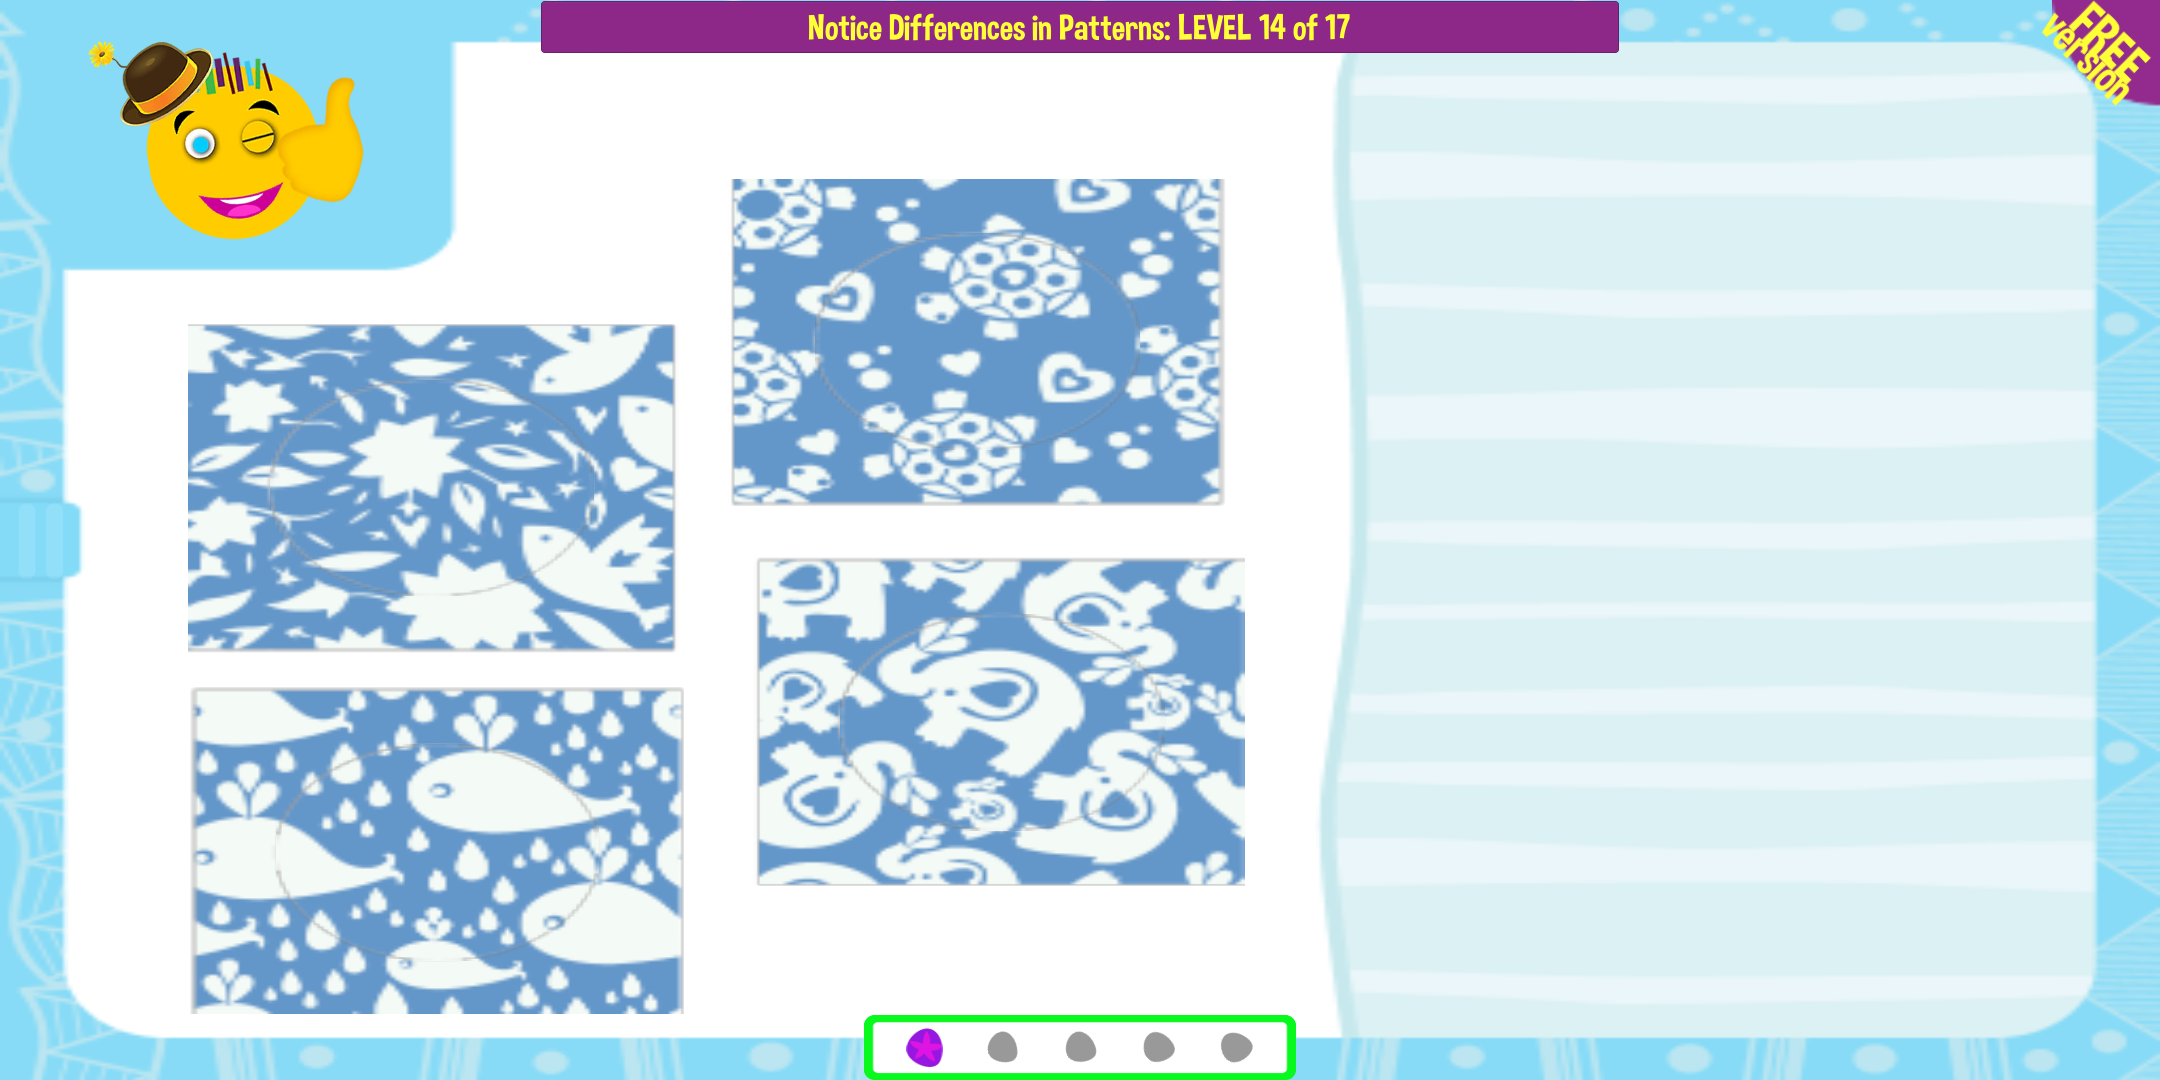 Notice Differences in Patterns: LEVEL 14 of 17
FREE
version